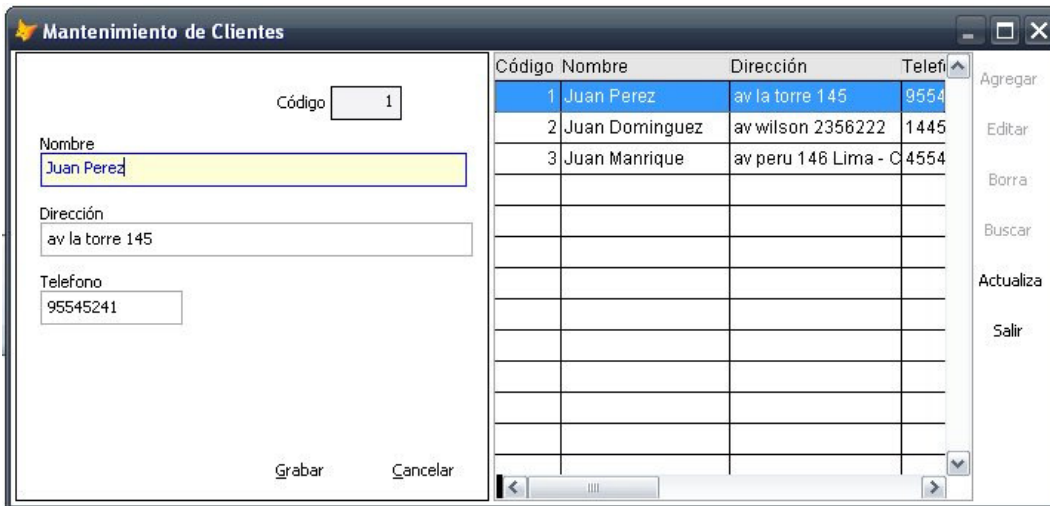 Mantenimiento de Clientes
Código 1
Nombre
Juan Perez
Dirección
av la torre 145
Telefono
95545241
Grabar Cancelar
Código Nombre Dirección Telef
1 Juan Perez av la torre 145 9554
2 Juan Dominguez av wilson 2356222 1445
3 Juan Manrique av peru 146 Lima - C 4554
Agregar
Editar
Borra
Buscar
Actualiza
Salir